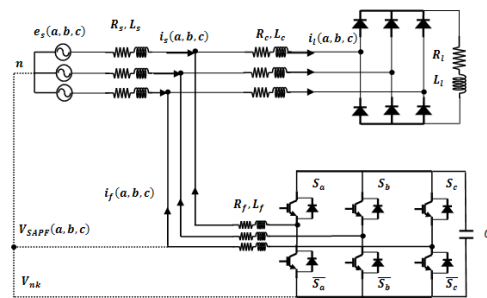 e_s(a, b, c)
R_s, L_s
i_s(a, b, c)
R_c, L_c
i_l(a, b, c)
n
R_l
L_l
i_f(a, b, c)
R_f, L_f
S_a
S_b
S_c
V_SAPF(a, b, c)
V_nk
S̅_a
S̅_b
S̅_c